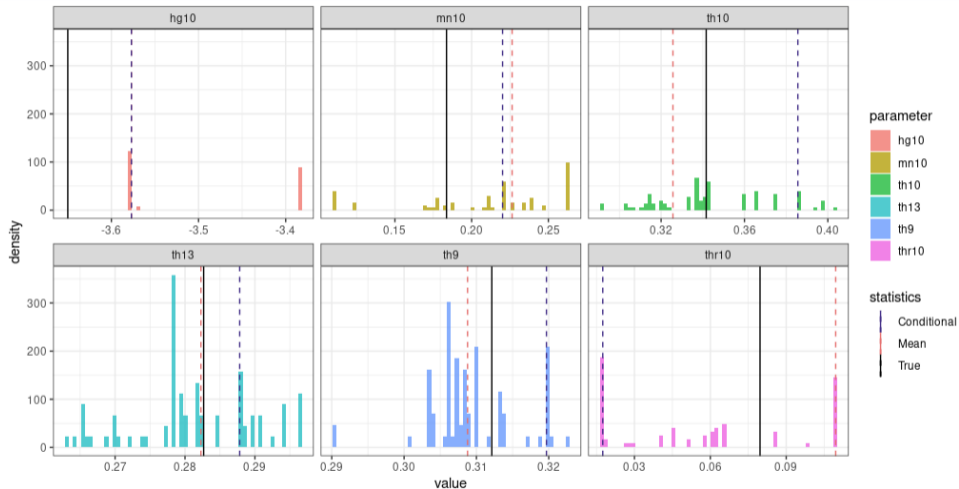 hg10 mn10 th10
300
200
100
0
-3.6 -3.5 -3.4 0.15 0.20 0.25 0.32 0.36 0.40
th13 th9 thr10
300
200
100
0
0.27 0.28 0.29 0.29 0.30 0.31 0.32 0.03 0.06 0.09
density
value
parameter
hg10
mn10
th10
th13
th9
thr10
statistics
Conditional
Mean
True